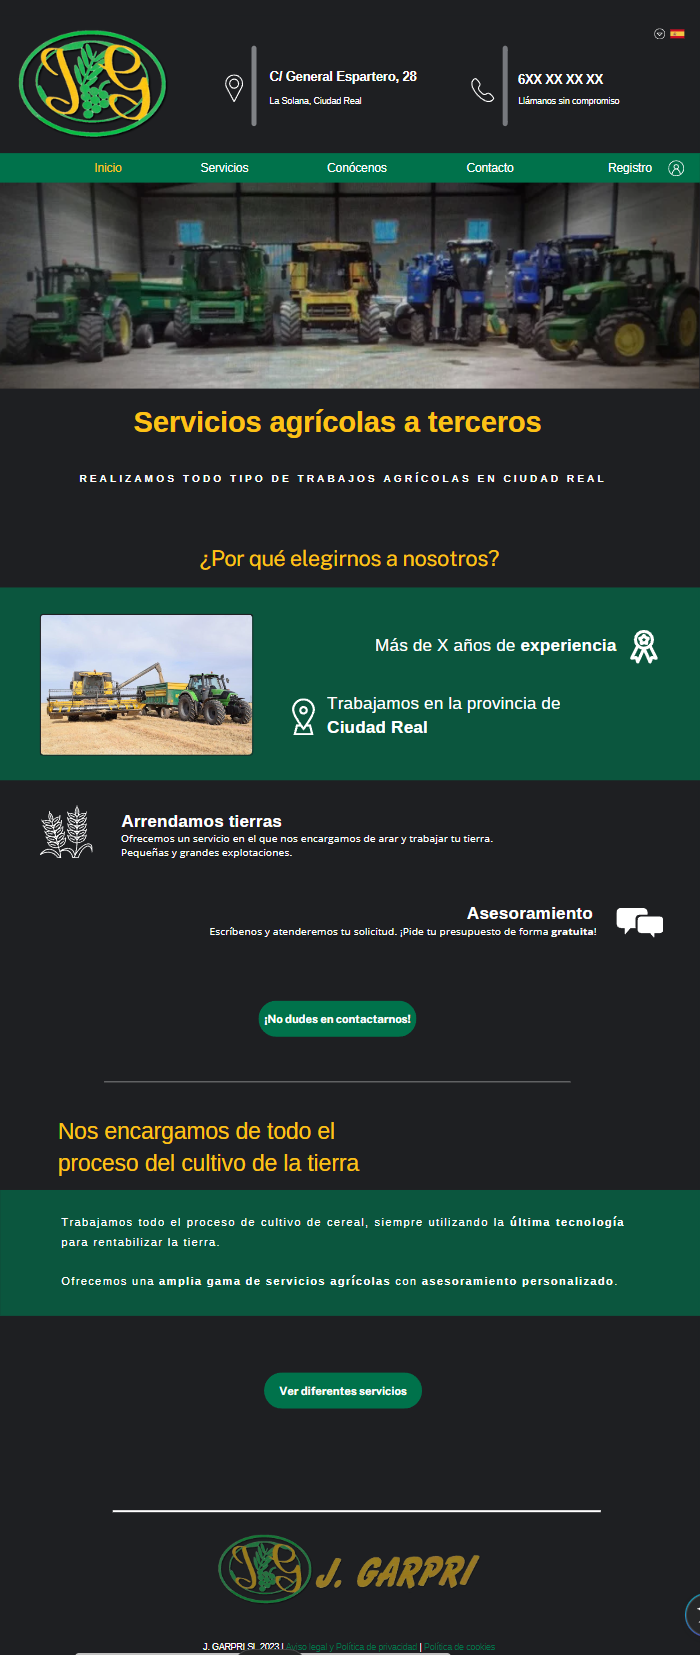 JG
C/ General Espartero, 28
La Solana, Ciudad Real
6XX XX XX XX
Llámanos sin compromiso
Inicio Servicios Conócenos Contacto Registro
Servicios agrícolas a terceros
REALIZAMOS TODO TIPO DE TRABAJOS AGRÍCOLAS EN CIUDAD REAL
¿Por qué elegirnos a nosotros?
Más de X años de experiencia
Trabajamos en la provincia de
Ciudad Real
Arrendamos tierras
Ofrecemos un servicio en el que nos encargamos de arar y trabajar tu tierra.
Pequeñas y grandes explotaciones.
Asesoramiento
Escríbenos y atenderemos tu solicitud. ¡Pide tu presupuesto de forma gratuita!
¡No dudes en contactarnos!
Nos encargamos de todo el
proceso del cultivo de la tierra
Trabajamos todo el proceso de cultivo de cereal, siempre utilizando la última tecnología
para rentabilizar la tierra.
Ofrecemos una amplia gama de servicios agrícolas con asesoramiento personalizado.
Ver diferentes servicios
JG J. GARPRI
J. GARPRI SL. 2023 | Aviso legal y Política de privacidad | Política de cookies